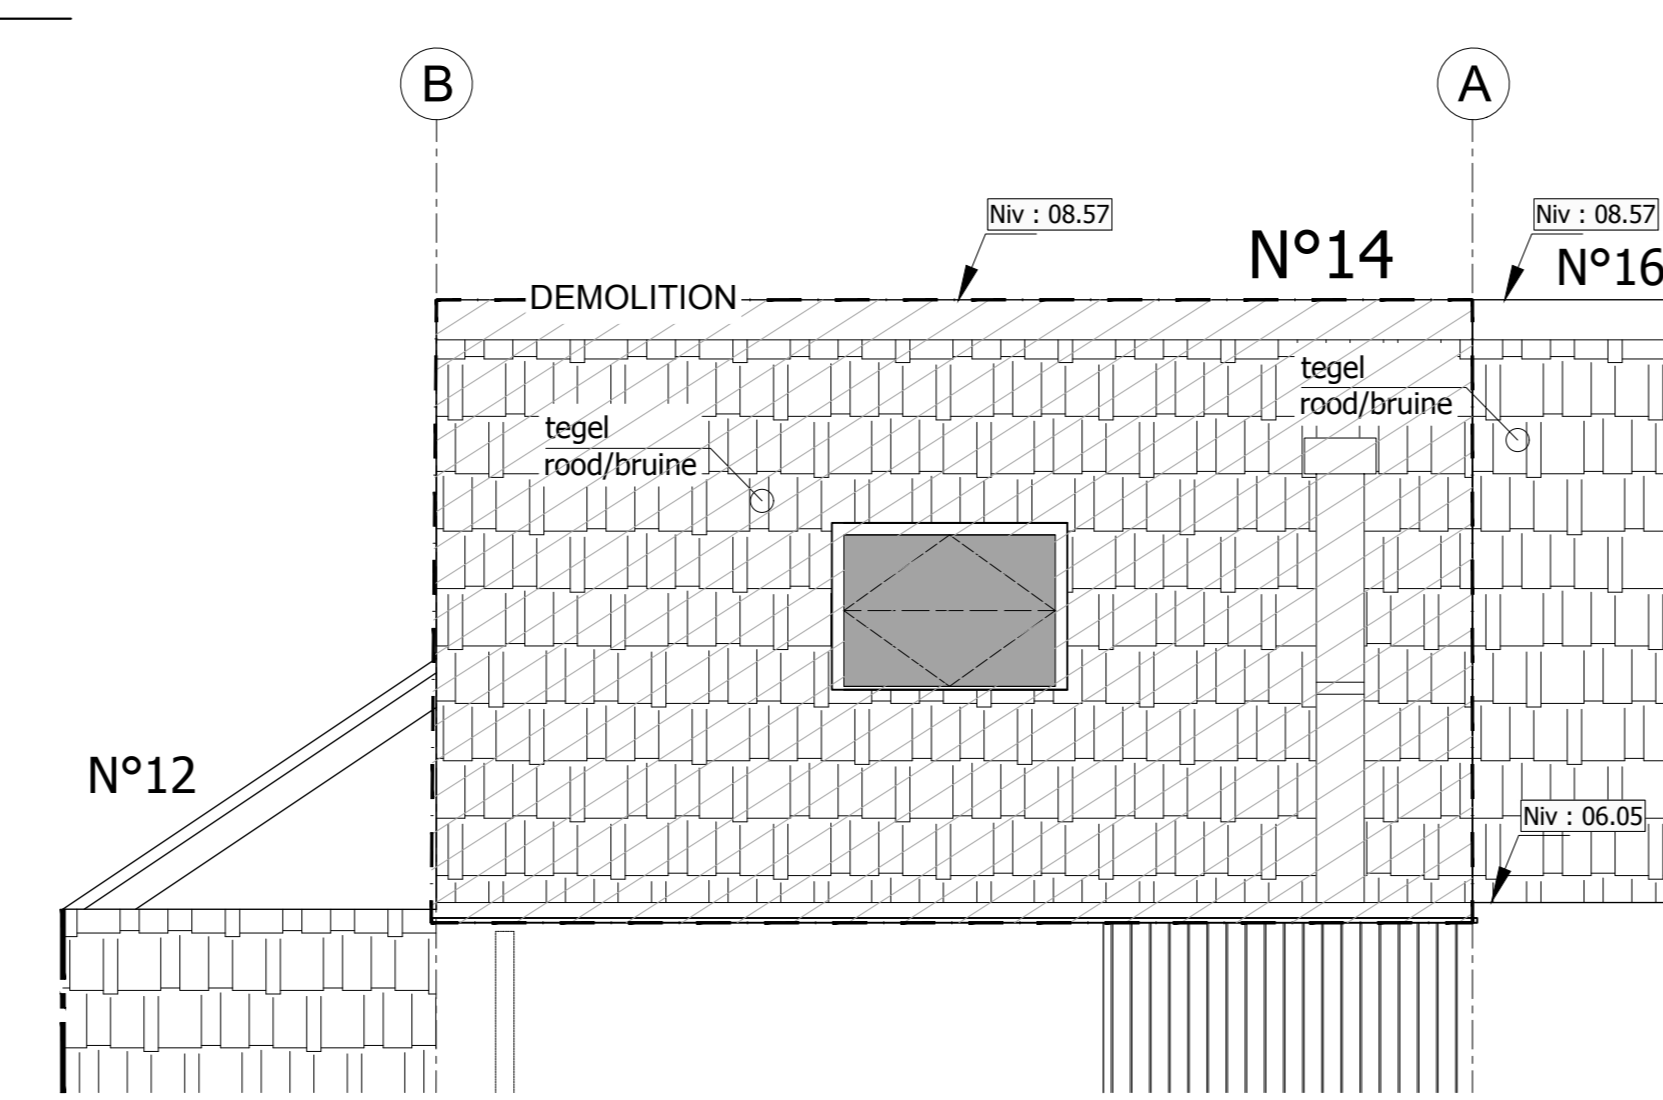 B
A
Niv : 08.57
Niv : 08.57
N°14
N°16
DEMOLITION
tegel
rood/bruine
tegel
rood/bruine
N°12
Niv : 06.05